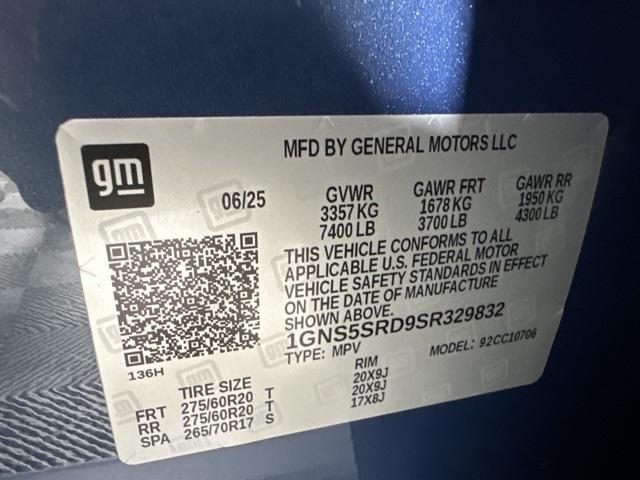 gm
MFD BY GENERAL MOTORS LLC
06/25
GVWR GAWR FRT GAWR RR
3357 KG 1678 KG 1950 KG
7400 LB 3700 LB 4300 LB
THIS VEHICLE CONFORMS TO ALL
APPLICABLE U.S. FEDERAL MOTOR
VEHICLE SAFETY STANDARDS IN EFFECT
ON THE DATE OF MANUFACTURE
SHOWN ABOVE.
1GNS5SRD9SR329832
TYPE: MPV MODEL: 92CC10706
136H
TIRE SIZE RIM
FRT 275/60R20 T 20X9J
RR 275/60R20 T 20X9J
SPA 265/70R17 S 17X8J